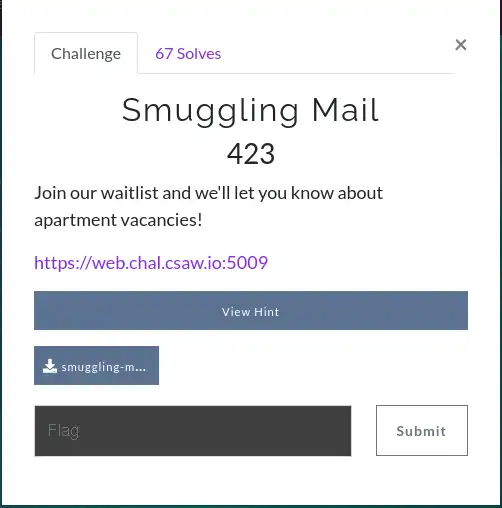 Challenge
67 Solves
×
Smuggling Mail
423
Join our waitlist and we'll let you know about
apartment vacancies!
https://web.chal.csaw.io:5009
View Hint
smuggling-m...
Flag
Submit